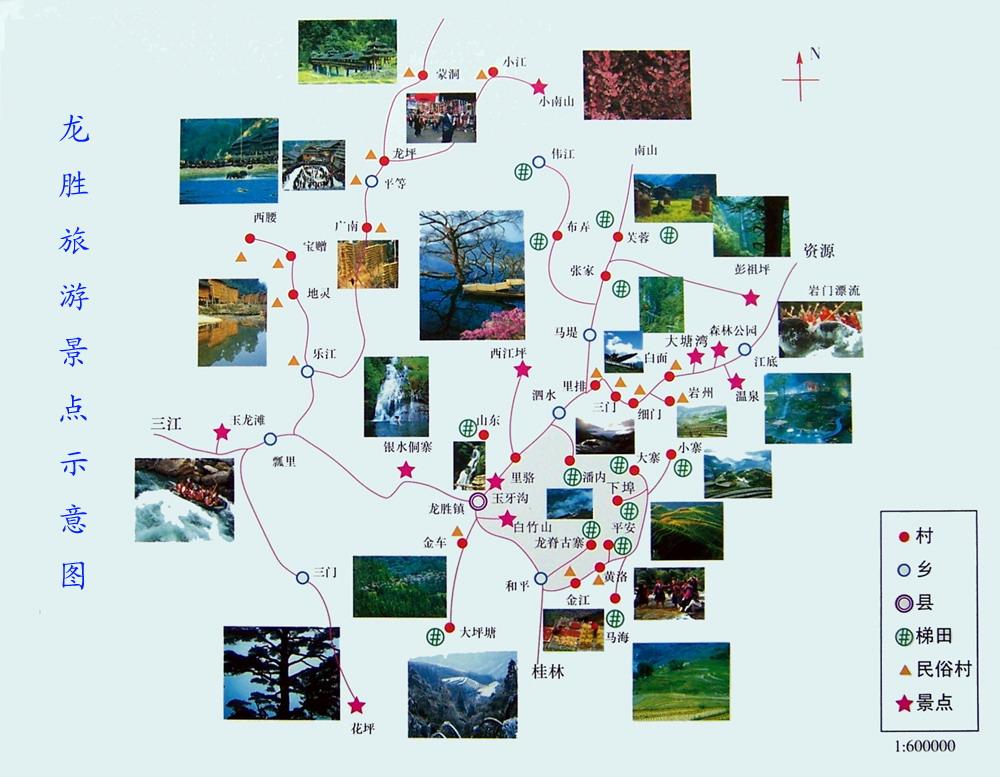 龙胜旅游景点示意图
N
小江
蒙洞
小南山
龙坪
伟江
南山
平等
西腰
广南
布弄
芙蓉
宝赠
资源
张家
彭祖坪
地灵
岩门漂流
马堤
森林公园
大塘湾
乐江
西江坪
白面
江底
里排
岩州
温泉
泗水
三门
细门
三江
玉龙滩
山东
银水侗寨
小寨
瓢里
大寨
里骆
潘内
下埠
玉牙沟
龙胜镇
白竹山
平安
金车
龙脊古寨
三门
和平
黄洛
金江
大坪塘
马海
桂林
花坪
村
乡
县
梯田
民俗村
景点
1:600000